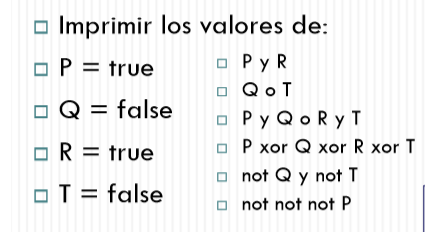 Imprimir los valores de:
P = true
Q = false
R = true
T = false
P y R
Q o T
P y Q o R y T
P xor Q xor R xor T
not Q y not T
not not not P